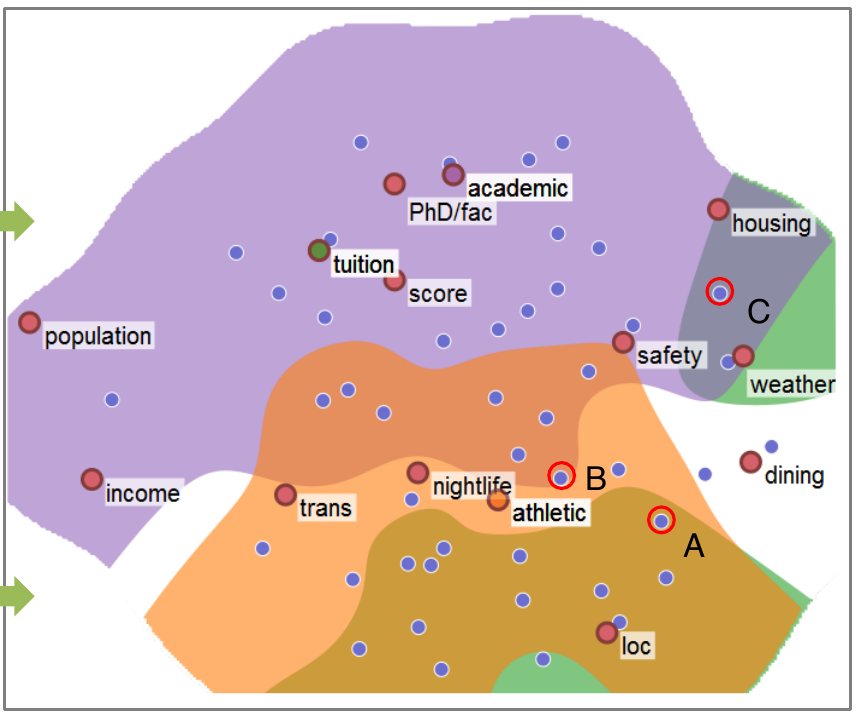 academic
PhD/fac
housing
tuition
score
C
population
safety
weather
dining
B
nightlife
income
trans
athletic
A
loc